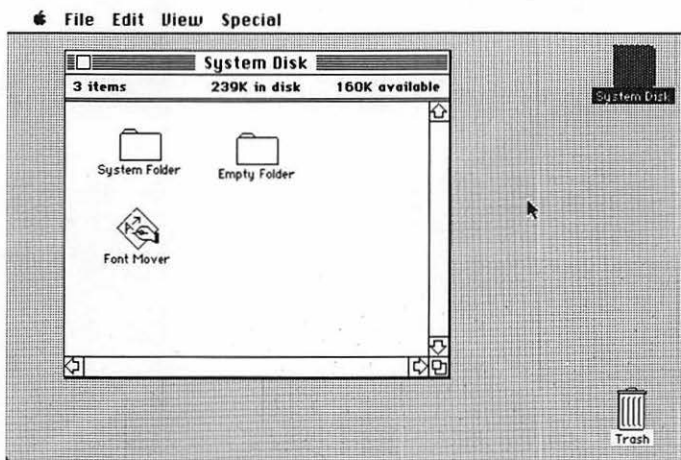 File Edit View Special
System Disk
3 items 239K in disk 160K available
System Disk
System Folder Empty Folder
Font Mover
Trash